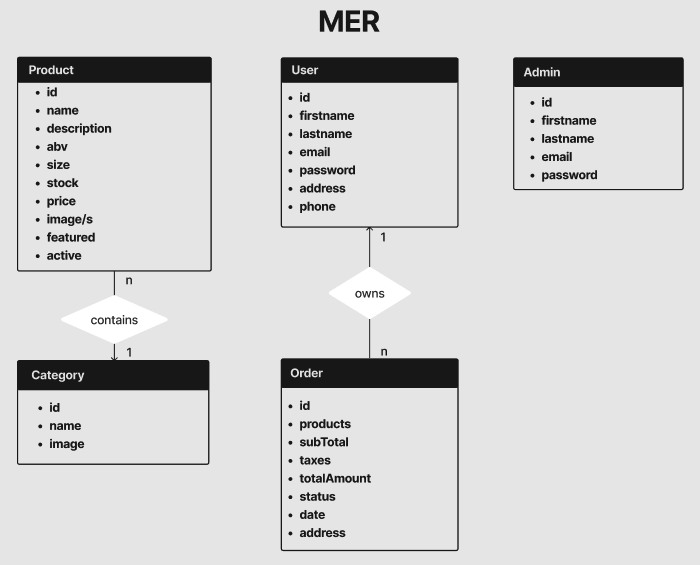 MER
Product
• id
• name
• description
• abv
• size
• stock
• price
• image/s
• featured
• active
n
contains
1
Category
• id
• name
• image
User
• id
• firstname
• lastname
• email
• password
• address
• phone
1
owns
n
Order
• id
• products
• subTotal
• taxes
• totalAmount
• status
• date
• address
Admin
• id
• firstname
• lastname
• email
• password